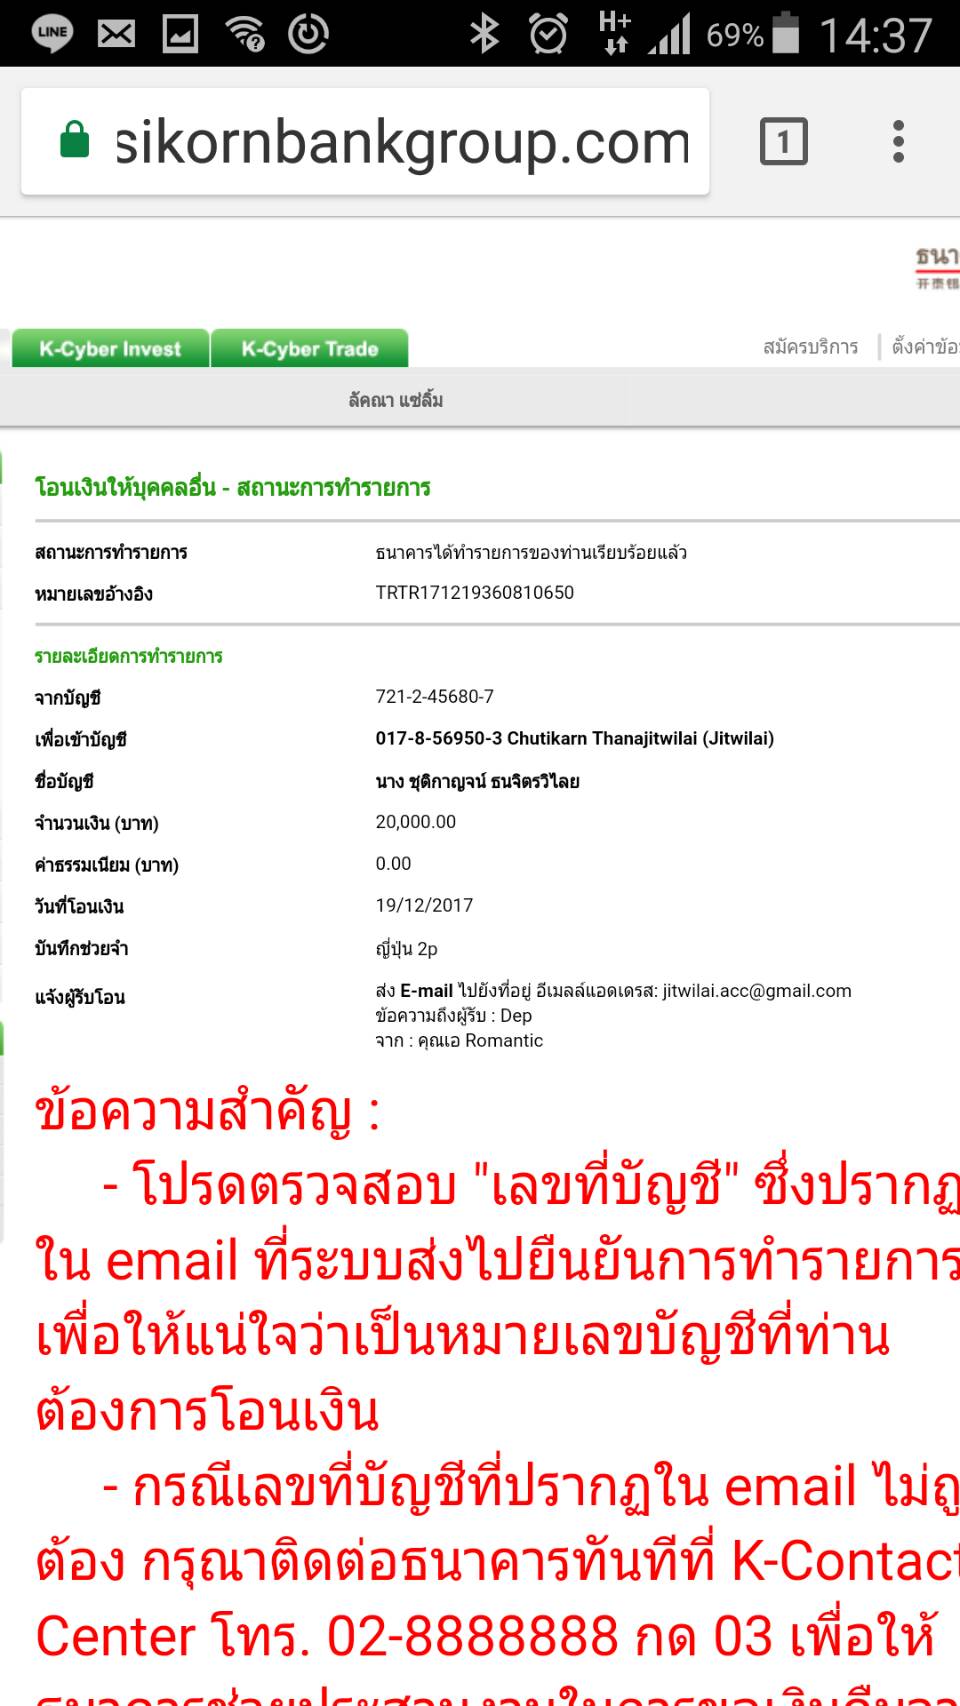 LINE
H+
69%
14:37
sikornbankgroup.com
1
ธนา
开泰银
K-Cyber Invest
K-Cyber Trade
สมัครบริการ
ตั้งค่าข้อ
ลัคณา แซ่ลิ้ม
โอนเงินให้บุคคลอื่น - สถานะการทำรายการ
สถานะการทำรายการ ธนาคารได้ทำรายการของท่านเรียบร้อยแล้ว
หมายเลขอ้างอิง TRTR171219360810650
รายละเอียดการทำรายการ
จากบัญชี 721-2-45680-7
เพื่อเข้าบัญชี 017-8-56950-3 Chutikarn Thanajitwilai (Jitwilai)
ชื่อบัญชี นาง ชุติกาญจน์ ธนจิตรวิไลย
จำนวนเงิน (บาท) 20,000.00
ค่าธรรมเนียม (บาท) 0.00
วันที่โอนเงิน 19/12/2017
บันทึกช่วยจำ ญี่ปุ่น 2p
แจ้งผู้รับโอน ส่ง E-mail ไปยังที่อยู่ อีเมลล์แอดเดรส: jitwilai.acc@gmail.com
ข้อความถึงผู้รับ : Dep
จาก : คุณเอ Romantic
ข้อความสำคัญ :
- โปรดตรวจสอบ "เลขที่บัญชี" ซึ่งปรากฏ
ใน email ที่ระบบส่งไปยืนยันการทำรายการ
เพื่อให้แน่ใจว่าเป็นหมายเลขบัญชีที่ท่าน
ต้องการโอนเงิน
- กรณีเลขที่บัญชีที่ปรากฏใน email ไม่ถู
ต้อง กรุณาติดต่อธนาคารทันทีที่ K-Contact
Center โทร. 02-8888888 กด 03 เพื่อให้